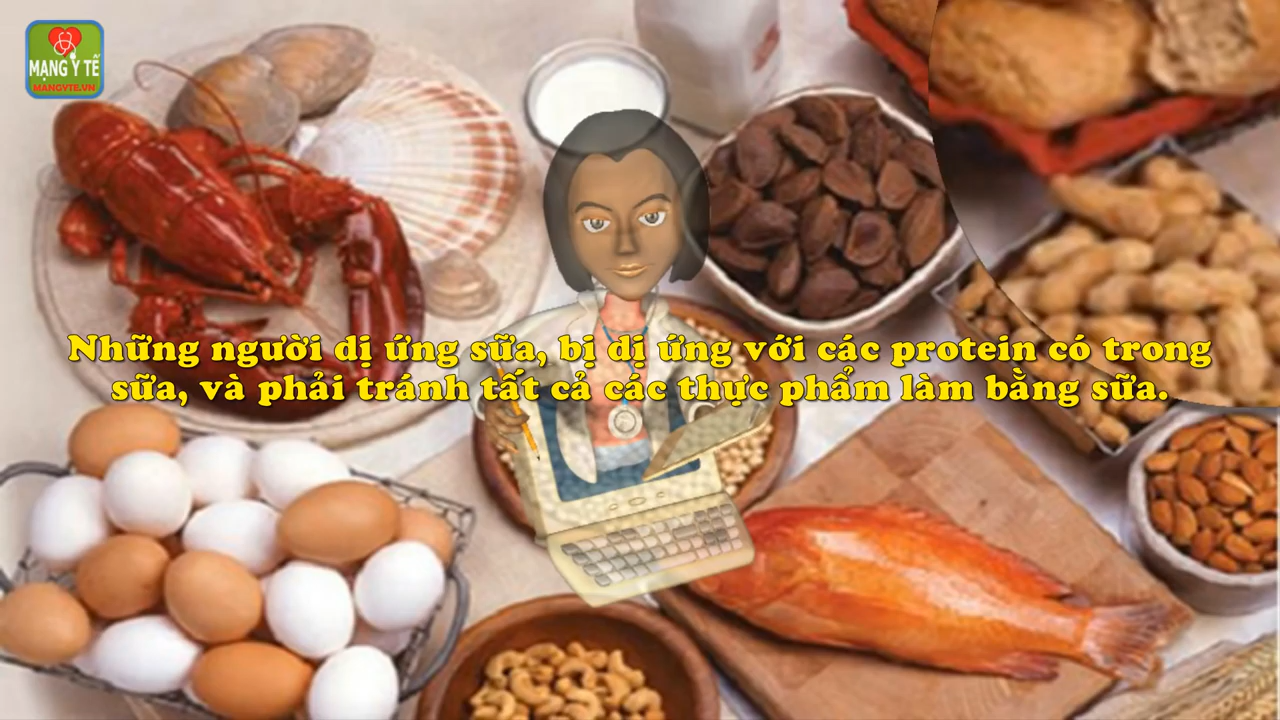 MẠNG Y TẾ
MANGYTE.VN
Những người dị ứng sữa, bị dị ứng với các protein có trong
sữa, và phải tránh tất cả các thực phẩm làm bằng sữa.